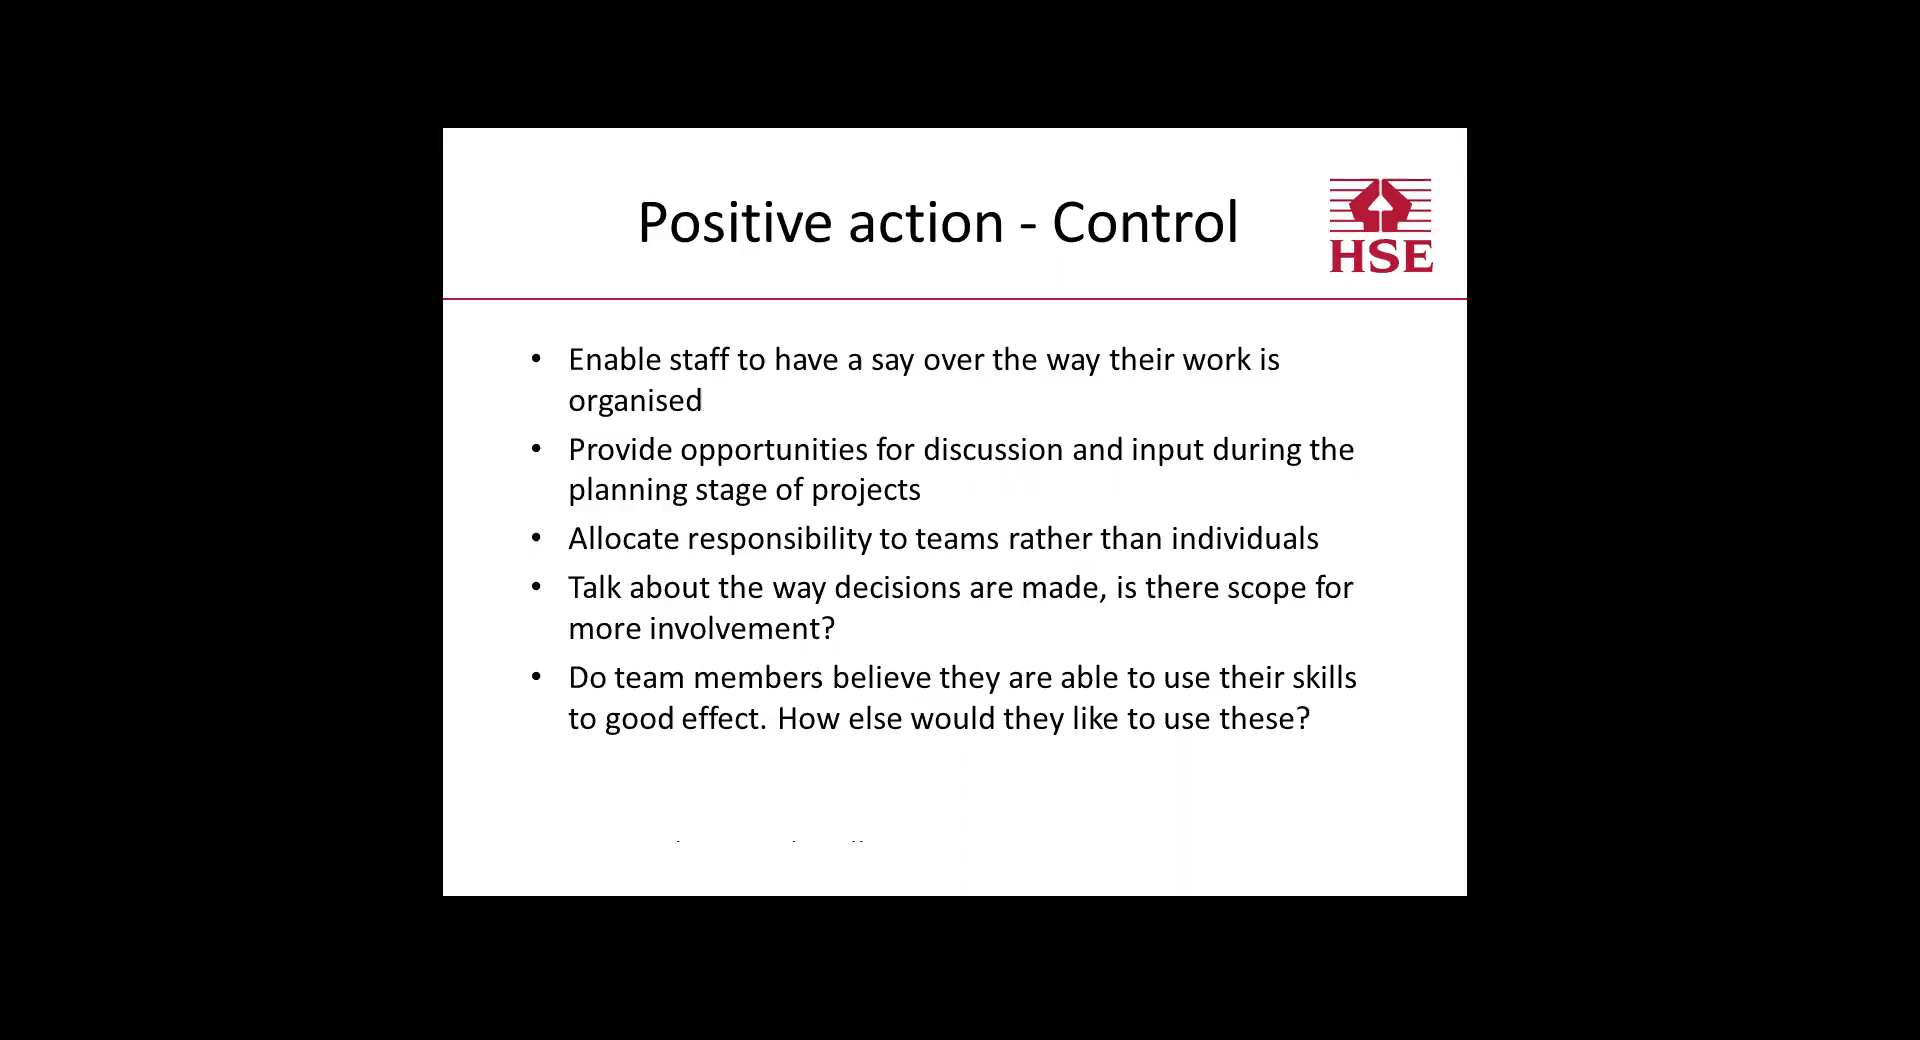 Positive action - Control
HSE
• Enable staff to have a say over the way their work is
organised
• Provide opportunities for discussion and input during the
planning stage of projects
• Allocate responsibility to teams rather than individuals
• Talk about the way decisions are made, is there scope for
more involvement?
• Do team members believe they are able to use their skills
to good effect. How else would they like to use these?